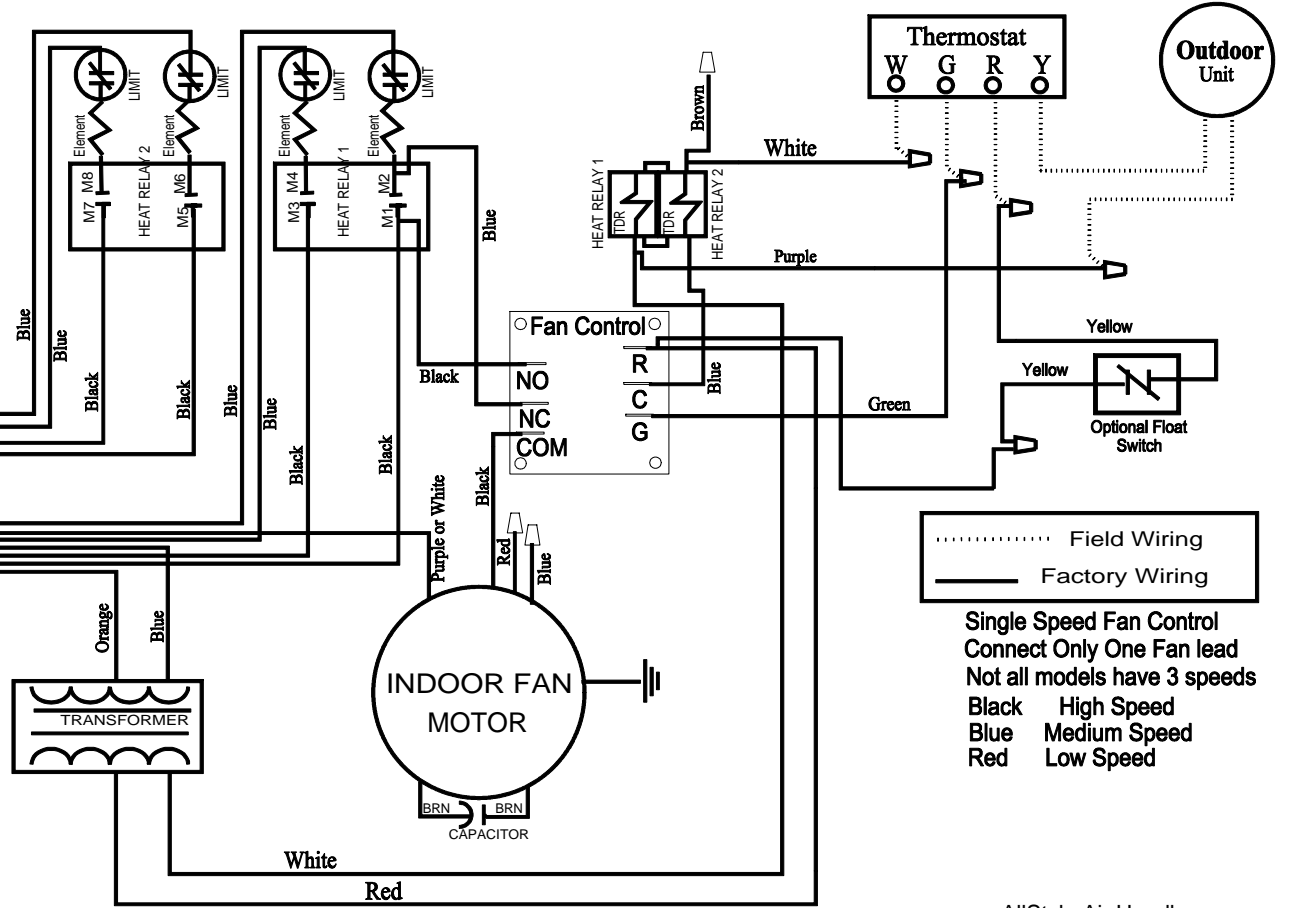 Thermostat
W G R Y
Outdoor
Unit
LIMIT
LIMIT
LIMIT
LIMIT
Element
Element
Element
Element
M8
M7
HEAT RELAY 2
M6
M5
M4
M3
HEAT RELAY 1
M2
M1
Brown
White
HEAT RELAY 1
TDR
TDR
HEAT RELAY 2
Purple
Blue
Blue
Blue
Black
Black
Blue
Blue
Black
Black
Black
Fan Control
NO
NC
COM
R
C
G
Blue
Green
Yellow
Yellow
Optional Float
Switch
Black
Purple or White
Red
Blue
Orange
Blue
TRANSFORMER
INDOOR FAN
MOTOR
BRN
BRN
CAPACITOR
White
Red
Field Wiring
Factory Wiring
Single Speed Fan Control
Connect Only One Fan lead
Not all models have 3 speeds
Black High Speed
Blue Medium Speed
Red Low Speed